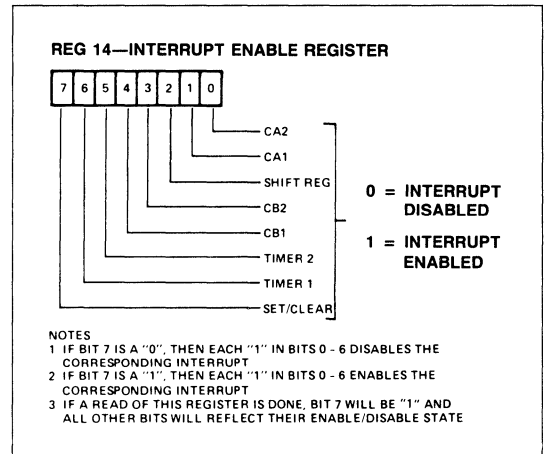 REG 14—INTERRUPT ENABLE REGISTER
7 6 5 4 3 2 1 0
CA2
CA1
SHIFT REG
CB2
CB1
TIMER 2
TIMER 1
SET/CLEAR
0 = INTERRUPT
DISABLED
1 = INTERRUPT
ENABLED
NOTES
1 IF BIT 7 IS A "0", THEN EACH "1" IN BITS 0 - 6 DISABLES THE
CORRESPONDING INTERRUPT
2 IF BIT 7 IS A "1", THEN EACH "1" IN BITS 0 - 6 ENABLES THE
CORRESPONDING INTERRUPT
3 IF A READ OF THIS REGISTER IS DONE, BIT 7 WILL BE "1" AND
ALL OTHER BITS WILL REFLECT THEIR ENABLE/DISABLE STATE